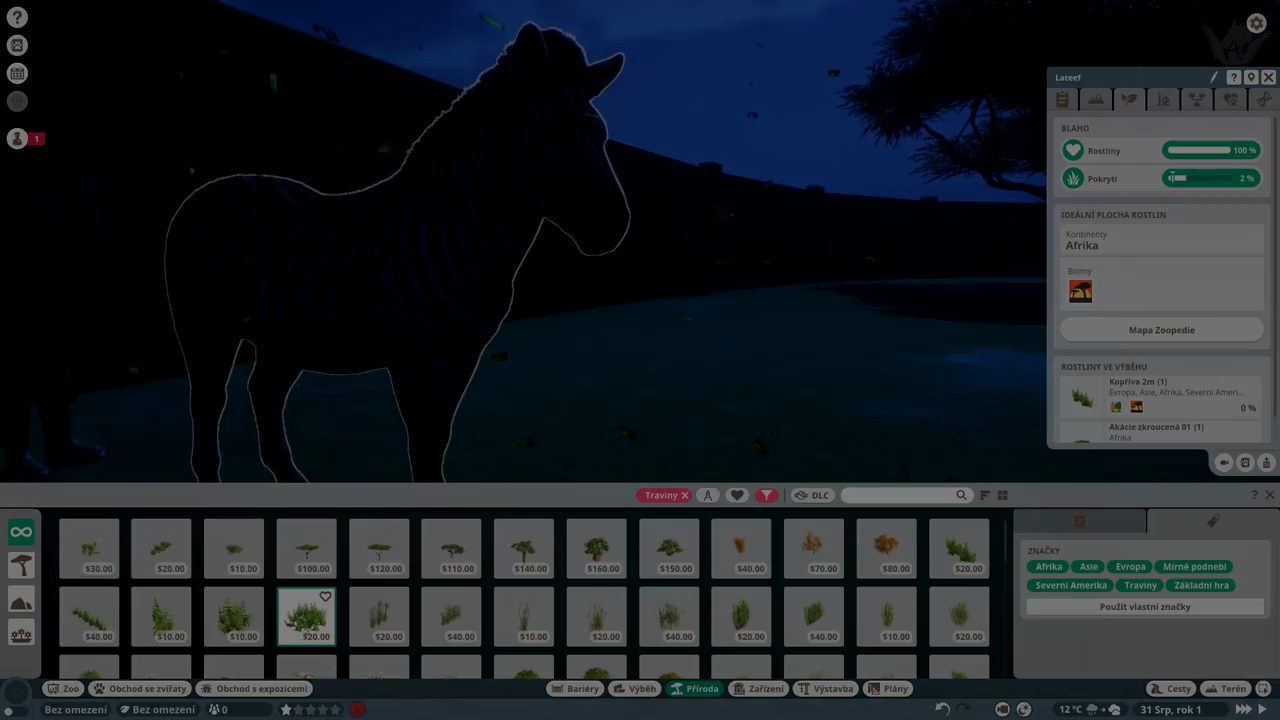 1
Lateef
?
BLAHO
Rostliny 100 %
Pokrytí 2 %
IDEÁLNÍ PLOCHA ROSTLIN
Kontinenty
Afrika
Biomy
Mapa Zoopedie
ROSTLINY VE VÝBĚHU
Kopřiva 2m (1)
Evropa, Asie, Afrika, Severní Ameri...
0 %
Akácie zkroucená 01 (1)
Afrika
Traviny ×
DLC
?
$30.00 $20.00 $10.00 $100.00 $120.00 $110.00 $140.00 $160.00 $150.00 $40.00 $70.00 $80.00 $20.00
$40.00 $10.00 $10.00 $20.00 $20.00 $40.00 $10.00 $20.00 $40.00 $20.00 $40.00 $10.00 $20.00
ZNAČKY
Afrika Asie Evropa Mírné podnebí
Severní Amerika Traviny Základní hra
Použít vlastní značky
Zoo Obchod se zvířaty Obchod s expozicemi Bariéry Výběh Příroda Zařízení Výstavba Plány Cesty Terén
Bez omezení Bez omezení 0 12 °C 31 Srp, rok 1